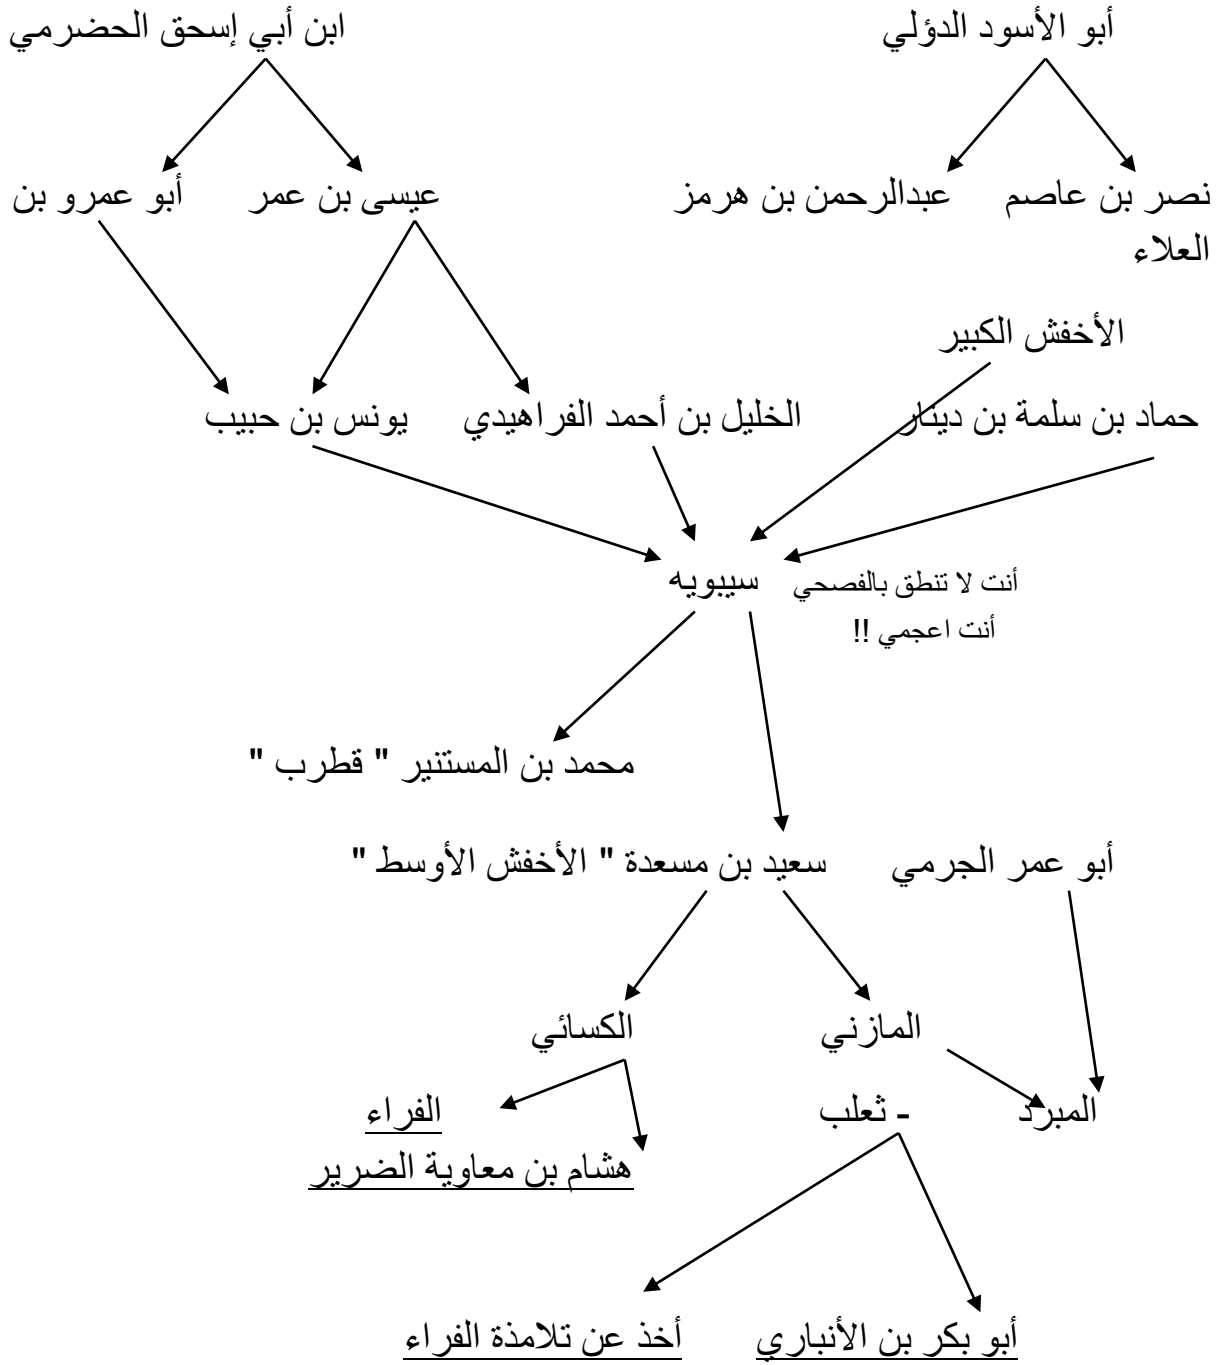 أبو الأسود الدؤلي ابن أبي إسحق الحضرمي
نصر بن عاصم عبدالرحمن بن هرمز عيسى بن عمر أبو عمرو بن
العلاء
الأخفش الكبير
حماد بن سلمة بن دينار الخليل بن أحمد الفراهيدي يونس بن حبيب
أنت لا تنطق بالفصحي سيبويه
أنت اعجمي !!
محمد بن المستنير " قطرب "
أبو عمر الجرمي سعيد بن مسعدة " الأخفش الأوسط "
المازني الكسائي
المبرد - ثعلب الفراء
هشام بن معاوية الضرير
أبو بكر بن الأنباري أخذ عن تلامذة الفراء